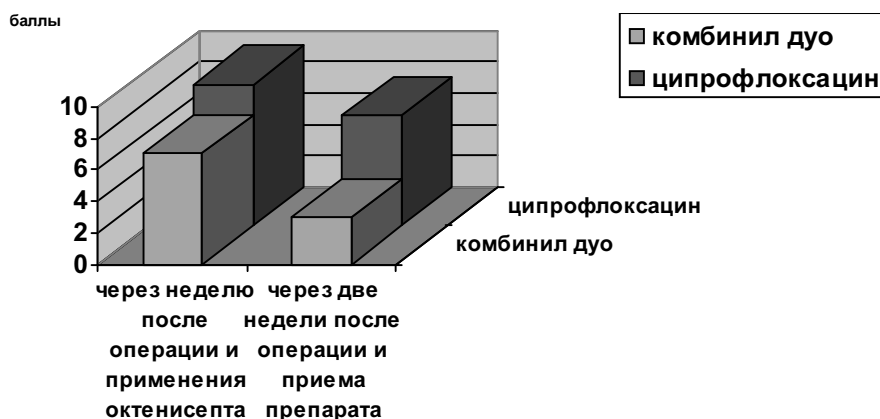 баллы
комбинил дуо
ципрофлоксацин
10
8
6
4
2
0
ципрофлоксацин
комбинил дуо
через неделю
после
операции и
применения
октенисепта
через две
недели после
операции и
приема
препарата